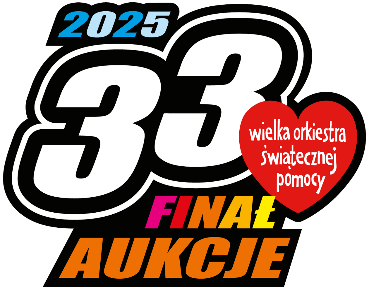 2025
33
wielka orkiestra
świątecznej
pomocy
FINAŁ
AUKCJE